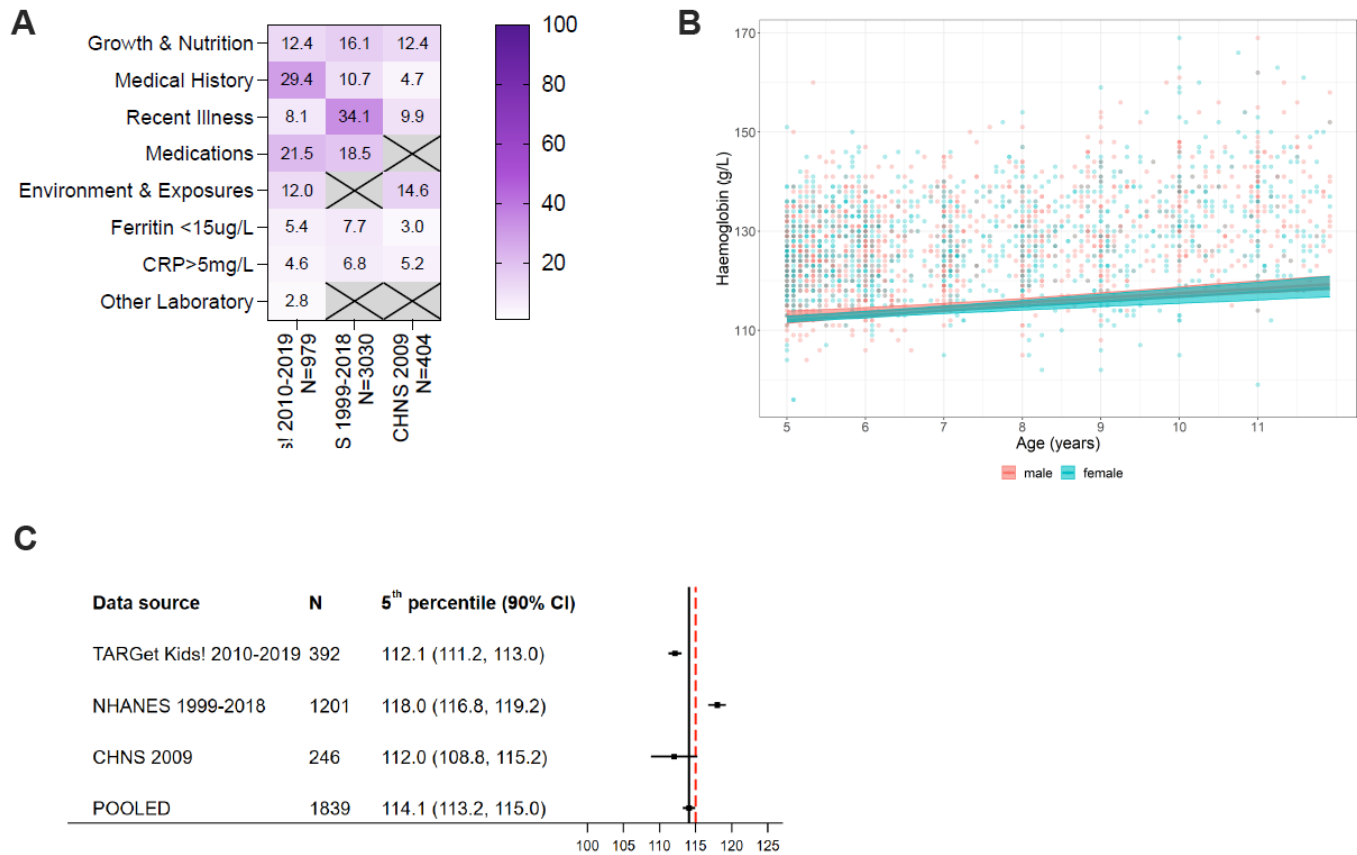 A
Growth & Nutrition 12.4 16.1 12.4
Medical History 29.4 10.7 4.7
Recent Illness 8.1 34.1 9.9
Medications 21.5 18.5
Environment & Exposures 12.0 14.6
Ferritin <15ug/L 5.4 7.7 3.0
CRP>5mg/L 4.6 6.8 5.2
Other Laboratory 2.8
s! 2010-2019
N=979
S 1999-2018
N=3030
CHNS 2009
N=404
100
80
60
40
20
B
Haemoglobin (g/L)
170
150
130
110
5 6 7 8 9 10 11
Age (years)
male female
C
Data source N 5th percentile (90% CI)
TARGet Kids! 2010-2019 392 112.1 (111.2, 113.0)
NHANES 1999-2018 1201 118.0 (116.8, 119.2)
CHNS 2009 246 112.0 (108.8, 115.2)
POOLED 1839 114.1 (113.2, 115.0)
100 105 110 115 120 125